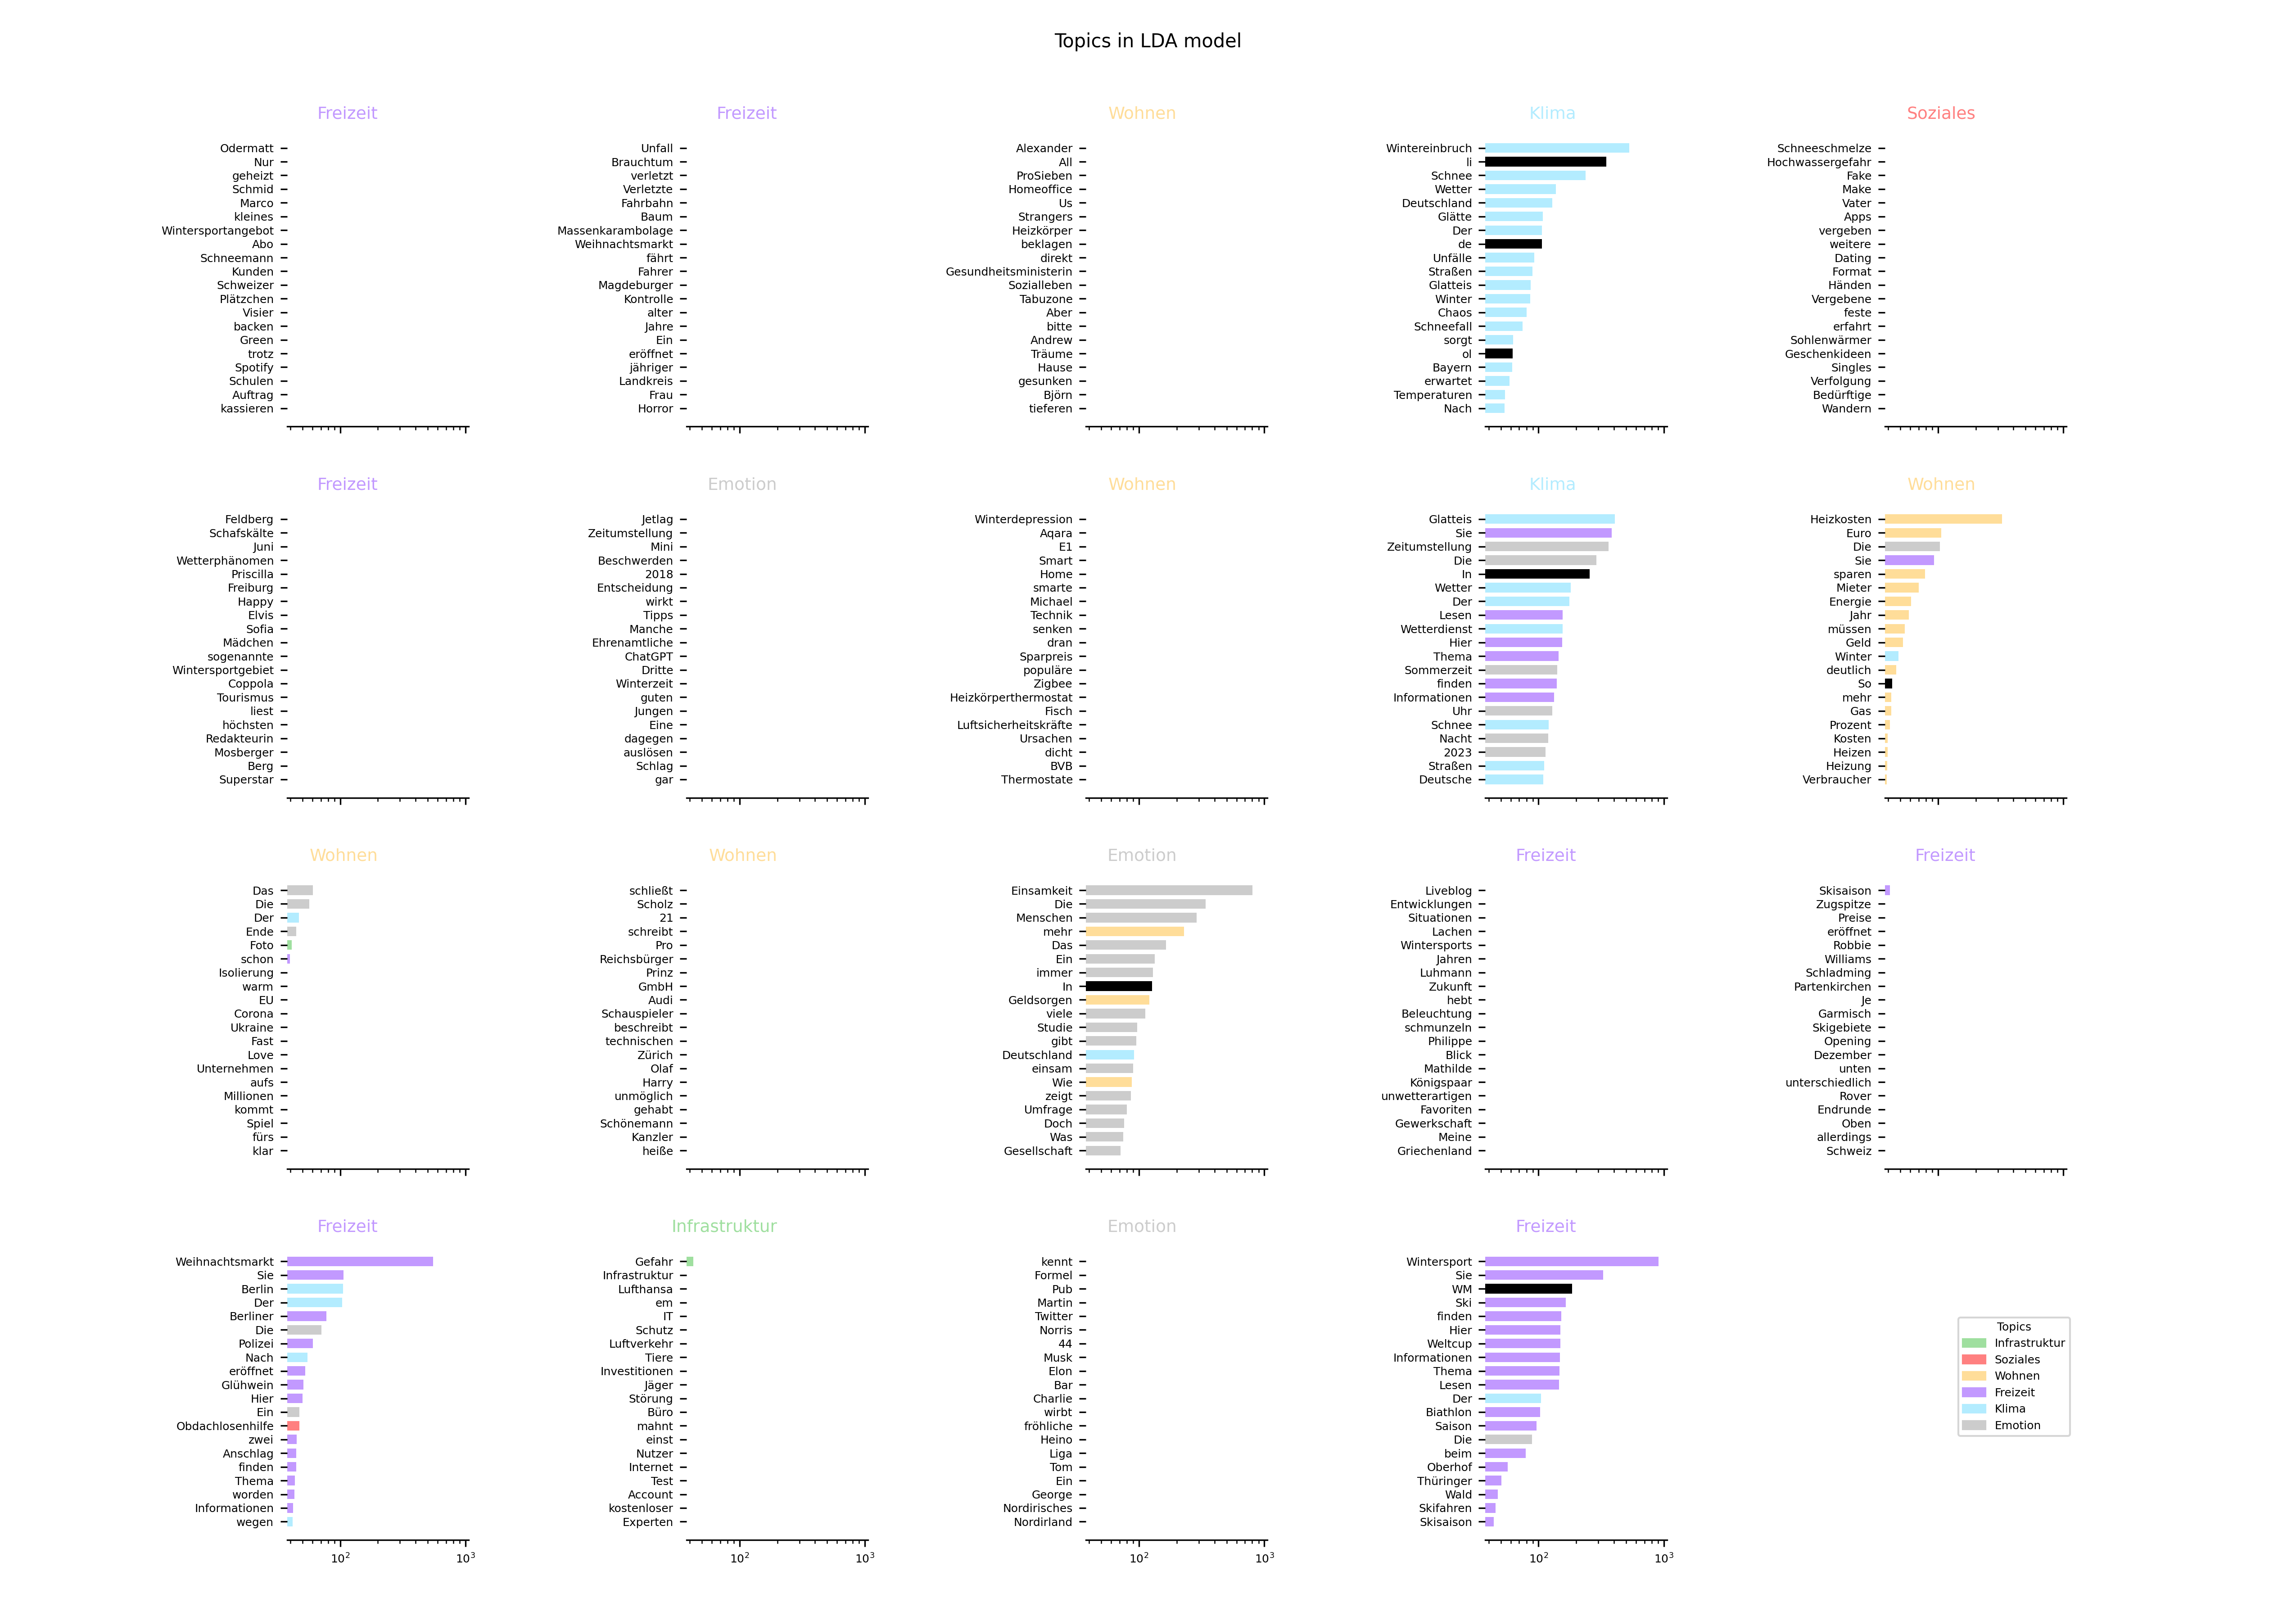 Topics in LDA model
Freizeit
Odermatt
Nur
geheizt
Schmid
Marco
kleines
Wintersportangebot
Abo
Schneemann
Kunden
Schweizer
Plätzchen
Visier
backen
Green
trotz
Spotify
Schulen
Auftrag
kassieren
Freizeit
Unfall
Brauchtum
verletzt
Verletzte
Fahrbahn
Baum
Massenkarambolage
Weihnachtsmarkt
fährt
Fahrer
Magdeburger
Kontrolle
alter
Jahre
Ein
eröffnet
jähriger
Landkreis
Frau
Horror
Wohnen
Alexander
All
ProSieben
Homeoffice
Us
Strangers
Heizkörper
beklagen
direkt
Gesundheitsministerin
Sozialleben
Tabuzone
Aber
bitte
Andrew
Träume
Hause
gesunken
Björn
tieferen
Klima
Wintereinbruch
li
Schnee
Wetter
Deutschland
Glätte
Der
de
Unfälle
Straßen
Glatteis
Winter
Chaos
Schneefall
sorgt
ol
Bayern
erwartet
Temperaturen
Nach
Soziales
Schneeschmelze
Hochwassergefahr
Fake
Make
Vater
Apps
vergeben
weitere
Dating
Format
Händen
Vergebene
feste
erfahrt
Sohlenwärmer
Geschenkideen
Singles
Verfolgung
Bedürftige
Wandern
Freizeit
Feldberg
Schafskälte
Juni
Wetterphänomen
Priscilla
Freiburg
Happy
Elvis
Sofia
Mädchen
sogenannte
Wintersportgebiet
Coppola
Tourismus
liest
höchsten
Redakteurin
Mosberger
Berg
Superstar
Emotion
Jetlag
Zeitumstellung
Mini
Beschwerden
2018
Entscheidung
wirkt
Tipps
Manche
Ehrenamtliche
ChatGPT
Dritte
Winterzeit
guten
Jungen
Eine
dagegen
auslösen
Schlag
gar
Wohnen
Winterdepression
Aqara
E1
Smart
Home
smarte
Michael
Technik
senken
dran
Sparpreis
populäre
Zigbee
Heizkörperthermostat
Fisch
Luftsicherheitskräfte
Ursachen
dicht
BVB
Thermostate
Klima
Glatteis
Sie
Zeitumstellung
Die
In
Wetter
Der
Lesen
Wetterdienst
Hier
Thema
Sommerzeit
finden
Informationen
Uhr
Schnee
Nacht
2023
Straßen
Deutsche
Wohnen
Heizkosten
Euro
Die
Sie
sparen
Mieter
Energie
Jahr
müssen
Geld
Winter
deutlich
So
mehr
Gas
Prozent
Kosten
Heizen
Heizung
Verbraucher
Wohnen
Das
Die
Der
Ende
Foto
schon
Isolierung
warm
EU
Corona
Ukraine
Fast
Love
Unternehmen
aufs
Millionen
kommt
Spiel
fürs
klar
Wohnen
schließt
Scholz
21
schreibt
Pro
Reichsbürger
Prinz
GmbH
Audi
Schauspieler
beschreibt
technischen
Zürich
Olaf
Harry
unmöglich
gehabt
Schönemann
Kanzler
heiße
Emotion
Einsamkeit
Die
Menschen
mehr
Das
Ein
immer
In
Geldsorgen
viele
Studie
gibt
Deutschland
einsam
Wie
zeigt
Umfrage
Doch
Was
Gesellschaft
Freizeit
Liveblog
Entwicklungen
Situationen
Lachen
Wintersports
Jahren
Luhmann
Zukunft
hebt
Beleuchtung
schmunzeln
Philippe
Blick
Mathilde
Königspaar
unwetterartigen
Favoriten
Gewerkschaft
Meine
Griechenland
Freizeit
Skisaison
Zugspitze
Preise
eröffnet
Robbie
Williams
Schladming
Partenkirchen
Je
Garmisch
Skigebiete
Opening
Dezember
unten
unterschiedlich
Rover
Endrunde
Oben
allerdings
Schweiz
Freizeit
Weihnachtsmarkt
Sie
Berlin
Der
Berliner
Die
Polizei
Nach
eröffnet
Glühwein
Hier
Ein
Obdachlosenhilfe
zwei
Anschlag
finden
Thema
worden
Informationen
wegen
10² 10³
Infrastruktur
Gefahr
Infrastruktur
Lufthansa
em
IT
Schutz
Luftverkehr
Tiere
Investitionen
Jäger
Störung
Büro
mahnt
einst
Nutzer
Internet
Test
Account
kostenloser
Experten
10² 10³
Emotion
kennt
Formel
Pub
Martin
Twitter
Norris
44
Musk
Elon
Bar
Charlie
wirbt
fröhliche
Heino
Liga
Tom
Ein
George
Nordirisches
Nordirland
10² 10³
Freizeit
Wintersport
Sie
WM
Ski
finden
Hier
Weltcup
Informationen
Thema
Lesen
Der
Biathlon
Saison
Die
beim
Oberhof
Thüringer
Wald
Skifahren
Skisaison
10² 10³
Topics
Infrastruktur
Soziales
Wohnen
Freizeit
Klima
Emotion